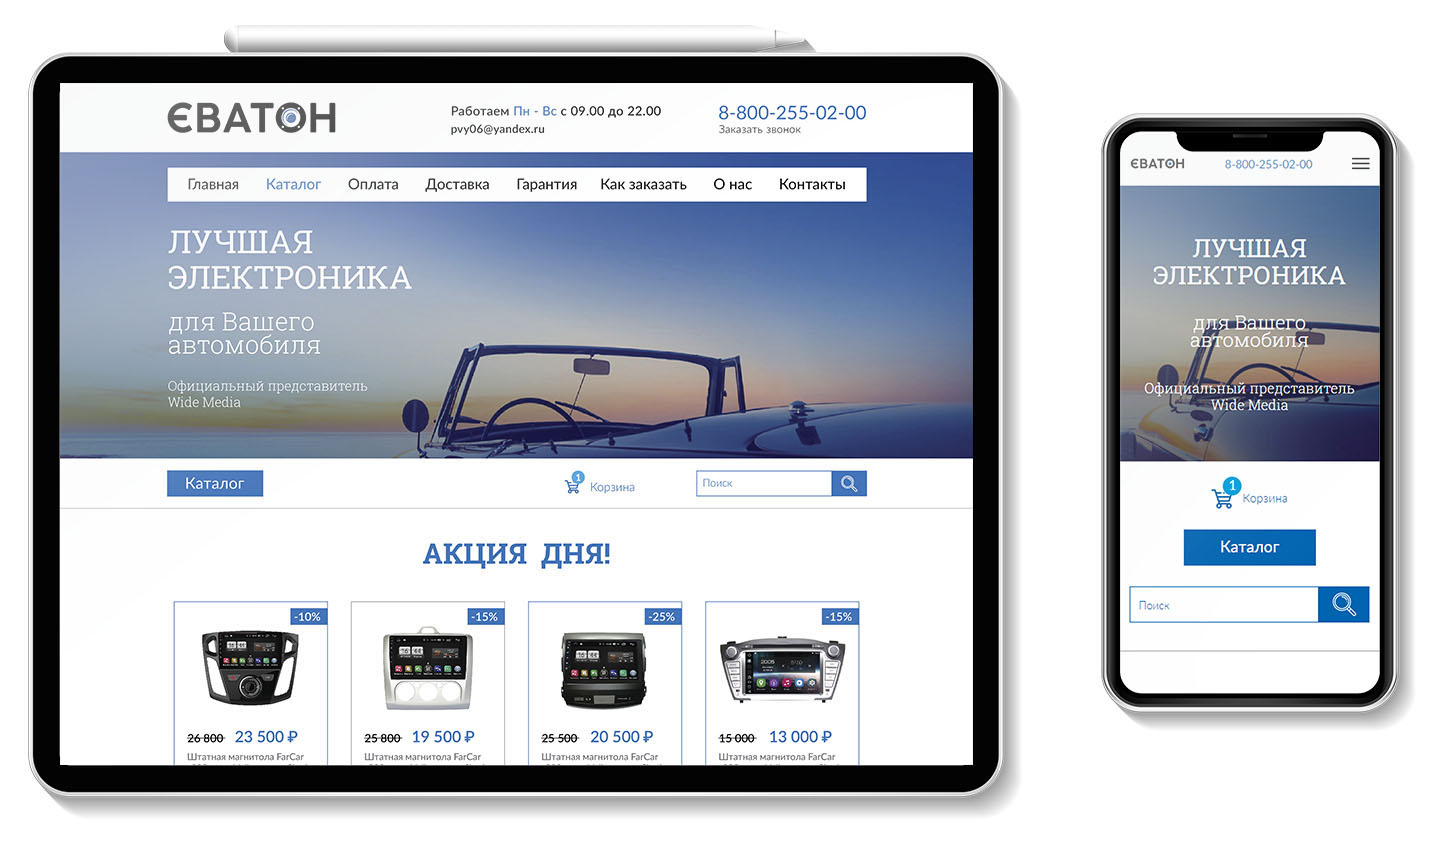 ЄВАТОН
Работаем Пн - Вс с 09.00 до 22.00
pvy06@yandex.ru
8-800-255-02-00
Заказать звонок
Главная Каталог Оплата Доставка Гарантия Как заказать О нас Контакты
ЛУЧШАЯ
ЭЛЕКТРОНИКА
для Вашего
автомобиля
Официальный представитель
Wide Media
Каталог
1
Корзина
Поиск
АКЦИЯ ДНЯ!
-10%
26 800 23 500 ₽
Штатная магнитола FarCar
-15%
25 800 19 500 ₽
Штатная магнитола FarCar
-25%
25 500 20 500 ₽
Штатная магнитола FarCar
-15%
15 000 13 000 ₽
Штатная магнитола FarCar
ЄВАТОН 8-800-255-02-00
ЛУЧШАЯ
ЭЛЕКТРОНИКА
для Вашего
автомобиля
Официальный представитель
Wide Media
1
Корзина
Каталог
Поиск